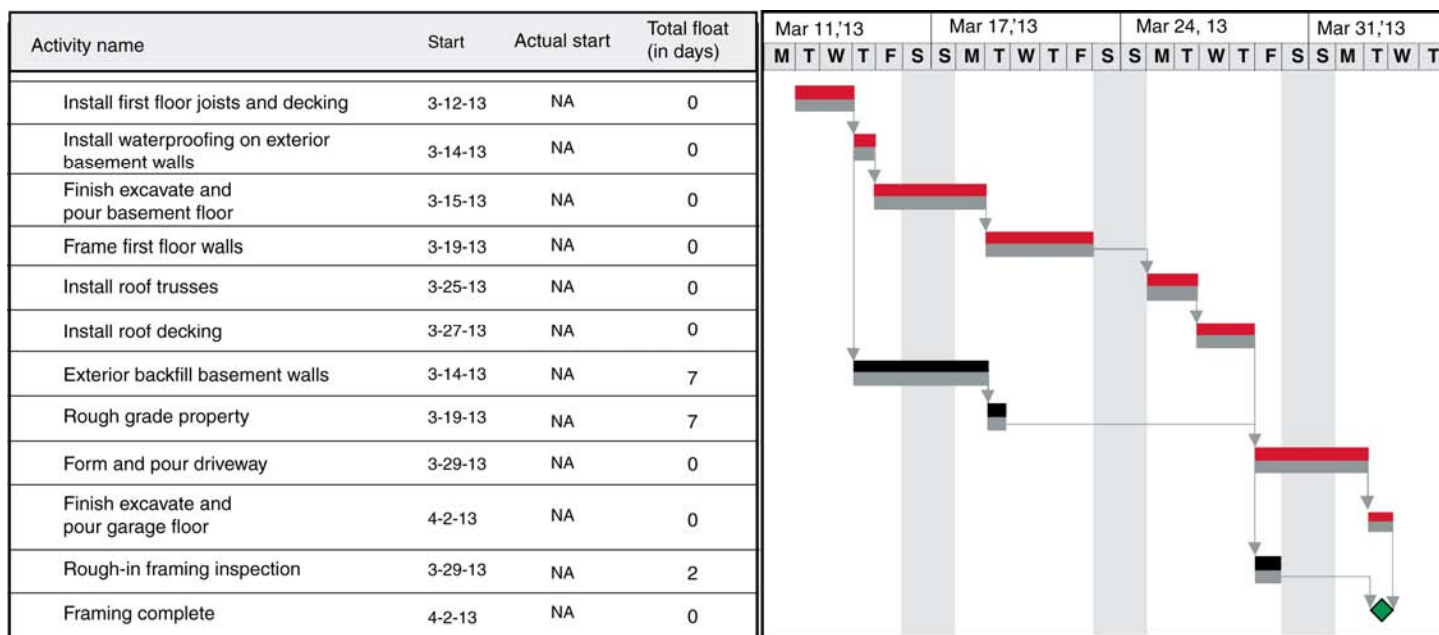 Activity name Start Actual start Total float
(in days)
Mar 11,'13 Mar 17,'13 Mar 24, 13 Mar 31,'13
M T W T F S S M T W T F S S M T W T F S S M T W T
Install first floor joists and decking 3-12-13 NA 0
Install waterproofing on exterior
basement walls 3-14-13 NA 0
Finish excavate and
pour basement floor 3-15-13 NA 0
Frame first floor walls 3-19-13 NA 0
Install roof trusses 3-25-13 NA 0
Install roof decking 3-27-13 NA 0
Exterior backfill basement walls 3-14-13 NA 7
Rough grade property 3-19-13 NA 7
Form and pour driveway 3-29-13 NA 0
Finish excavate and
pour garage floor 4-2-13 NA 0
Rough-in framing inspection 3-29-13 NA 2
Framing complete 4-2-13 NA 0